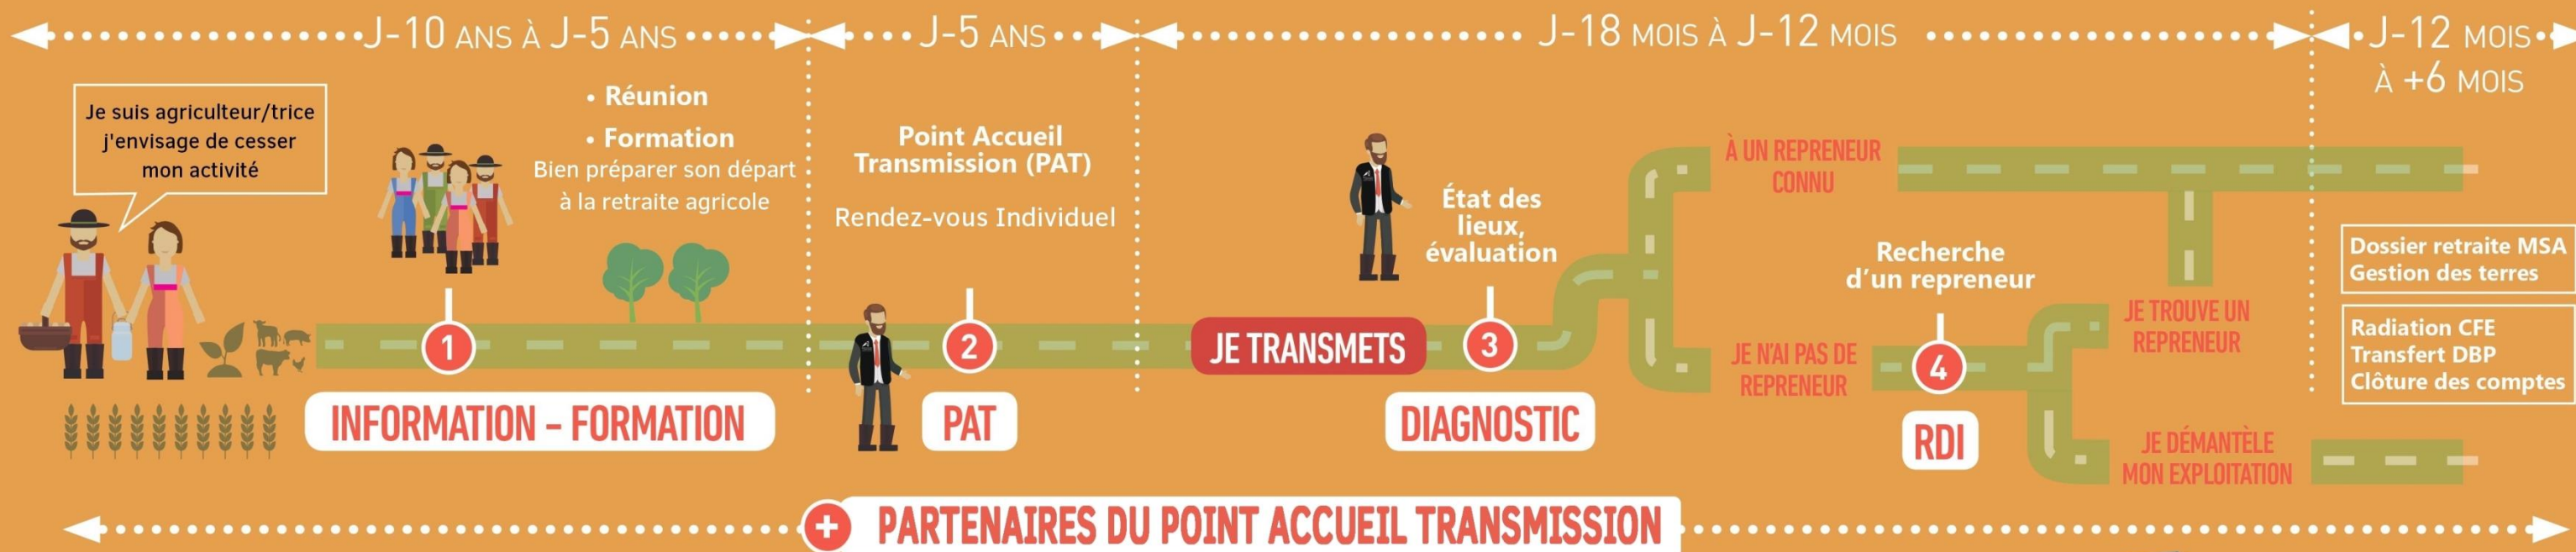 J-10 ANS À J-5 ANS
J-5 ANS
J-18 MOIS À J-12 MOIS
J-12 MOIS
À +6 MOIS
Je suis agriculteur/trice
j'envisage de cesser
mon activité
• Réunion
• Formation
Bien préparer son départ
à la retraite agricole
1
INFORMATION - FORMATION
Point Accueil
Transmission (PAT)
Rendez-vous Individuel
2
PAT
JE TRANSMETS
État des
lieux,
évaluation
3
DIAGNOSTIC
À UN REPRENEUR
CONNU
JE N'AI PAS DE
REPRENEUR
Recherche
d'un repreneur
4
RDI
JE TROUVE UN
REPRENEUR
JE DÉMANTÈLE
MON EXPLOITATION
Dossier retraite MSA
Gestion des terres
Radiation CFE
Transfert DBP
Clôture des comptes
+ PARTENAIRES DU POINT ACCUEIL TRANSMISSION